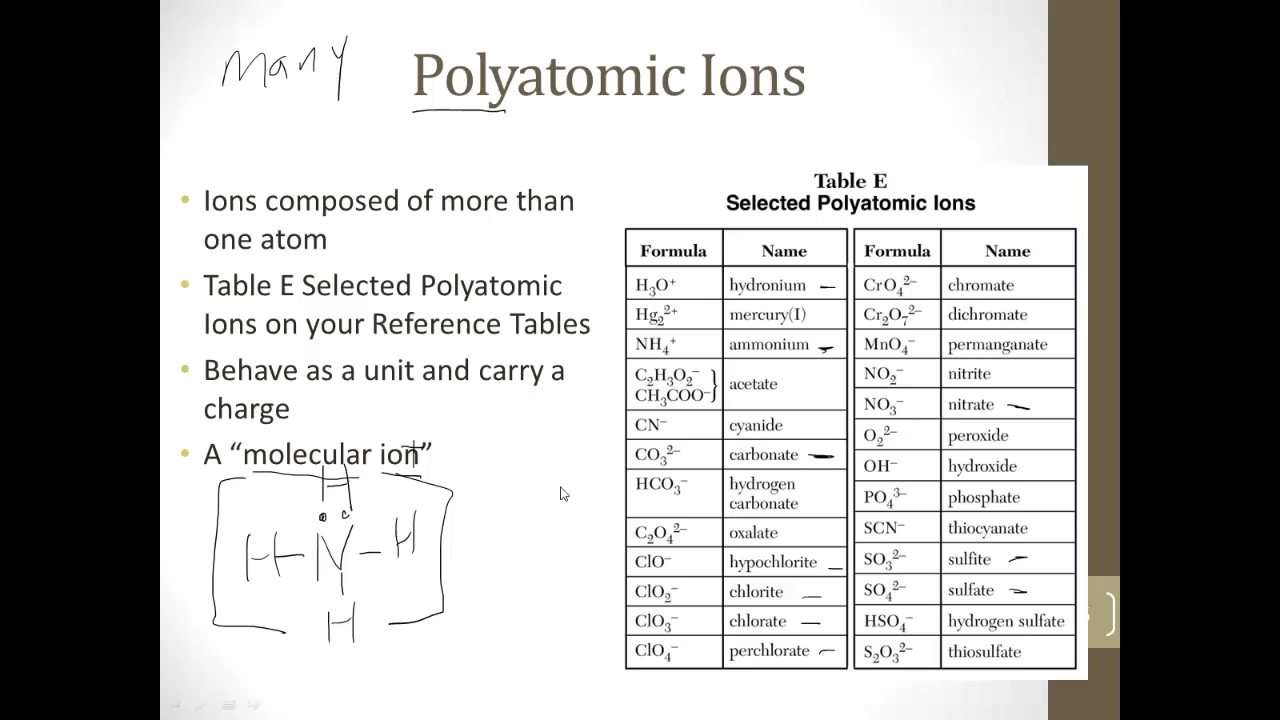 many
Polyatomic Ions
• Ions composed of more than
one atom
• Table E Selected Polyatomic
Ions on your Reference Tables
• Behave as a unit and carry a
charge
• A “molecular ion”
+
H
H N H
H
Table E
Selected Polyatomic Ions
Formula Name Formula Name
H₃O⁺ hydronium CrO₄²⁻ chromate
Hg₂²⁺ mercury(I) Cr₂O₇²⁻ dichromate
NH₄⁺ ammonium MnO₄⁻ permanganate
C₂H₃O₂⁻ NO₂⁻ nitrite
CH₃COO⁻} acetate NO₃⁻ nitrate
CN⁻ cyanide O₂²⁻ peroxide
CO₃²⁻ carbonate OH⁻ hydroxide
HCO₃⁻ hydrogen PO₄³⁻ phosphate
carbonate
C₂O₄²⁻ oxalate SCN⁻ thiocyanate
ClO⁻ hypochlorite SO₃²⁻ sulfite
ClO₂⁻ chlorite SO₄²⁻ sulfate
ClO₃⁻ chlorate HSO₄⁻ hydrogen sulfate
ClO₄⁻ perchlorate S₂O₃²⁻ thiosulfate